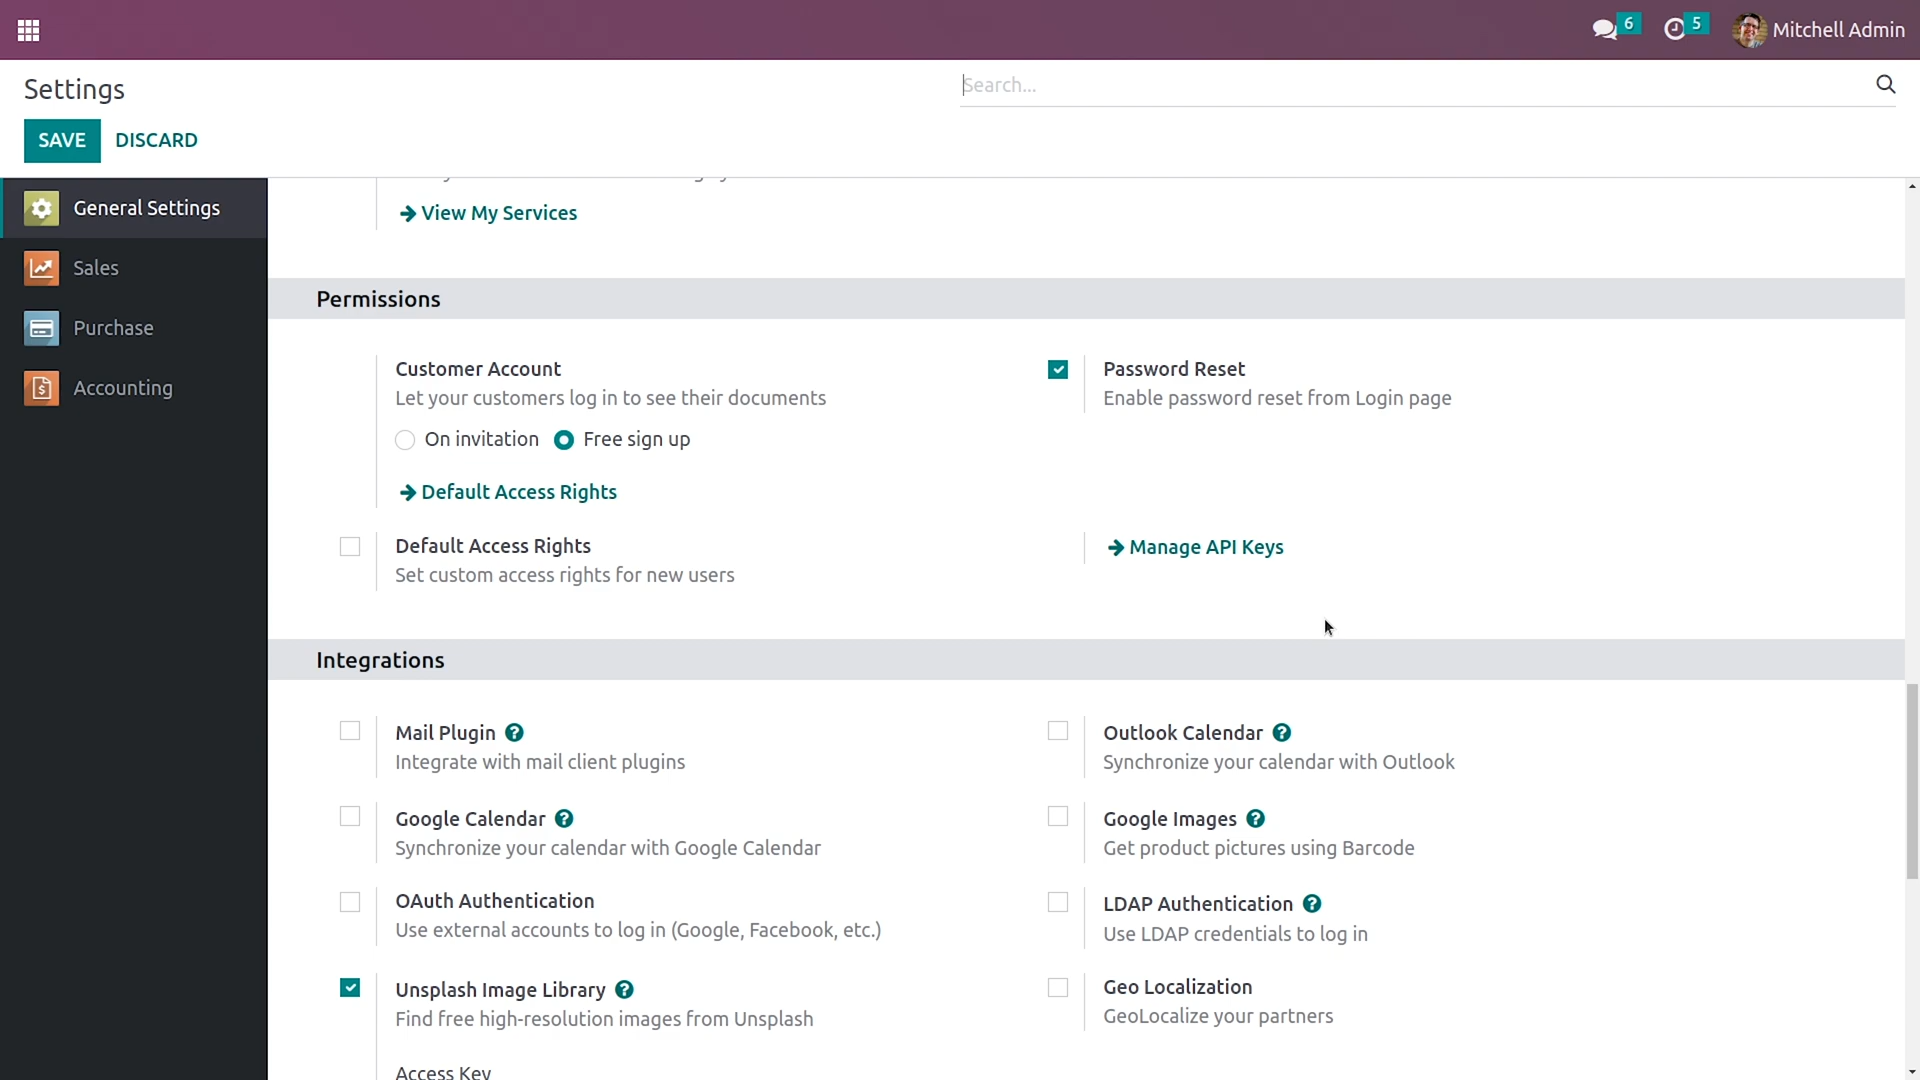 6
5
Mitchell Admin
Settings
Search...
SAVE
DISCARD
General Settings
Sales
Purchase
Accounting
View My Services
Permissions
Customer Account
Let your customers log in to see their documents
On invitation
Free sign up
Default Access Rights
Password Reset
Enable password reset from Login page
Default Access Rights
Set custom access rights for new users
Manage API Keys
Integrations
Mail Plugin ?
Integrate with mail client plugins
Outlook Calendar ?
Synchronize your calendar with Outlook
Google Calendar ?
Synchronize your calendar with Google Calendar
Google Images ?
Get product pictures using Barcode
OAuth Authentication
Use external accounts to log in (Google, Facebook, etc.)
LDAP Authentication ?
Use LDAP credentials to log in
Unsplash Image Library ?
Find free high-resolution images from Unsplash
Geo Localization
GeoLocalize your partners
Access Key